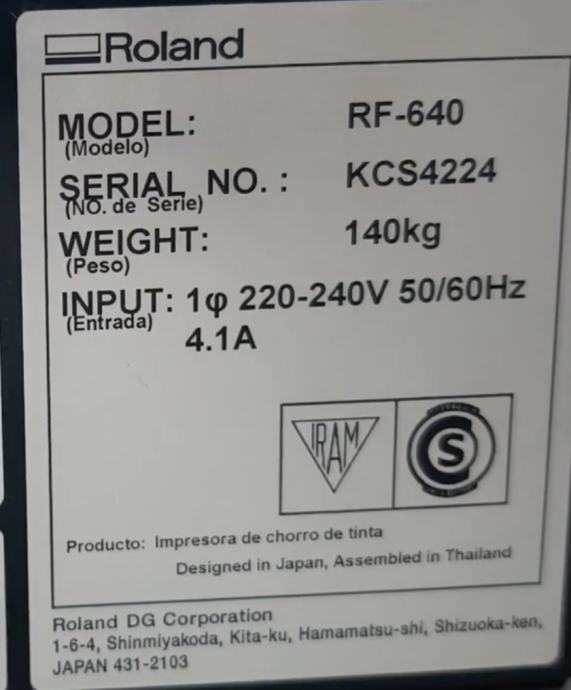 Roland
MODEL: RF-640
(Modelo)
SERIAL NO. : KCS4224
(NO. de Serie)
WEIGHT: 140kg
(Peso)
INPUT: 1φ 220-240V 50/60Hz
(Entrada)
4.1A
IRAM
S
Producto: Impresora de chorro de tinta
Designed in Japan, Assembled in Thailand
Roland DG Corporation
1-6-4, Shinmiyakoda, Kita-ku, Hamamatsu-shi, Shizuoka-ken,
JAPAN 431-2103